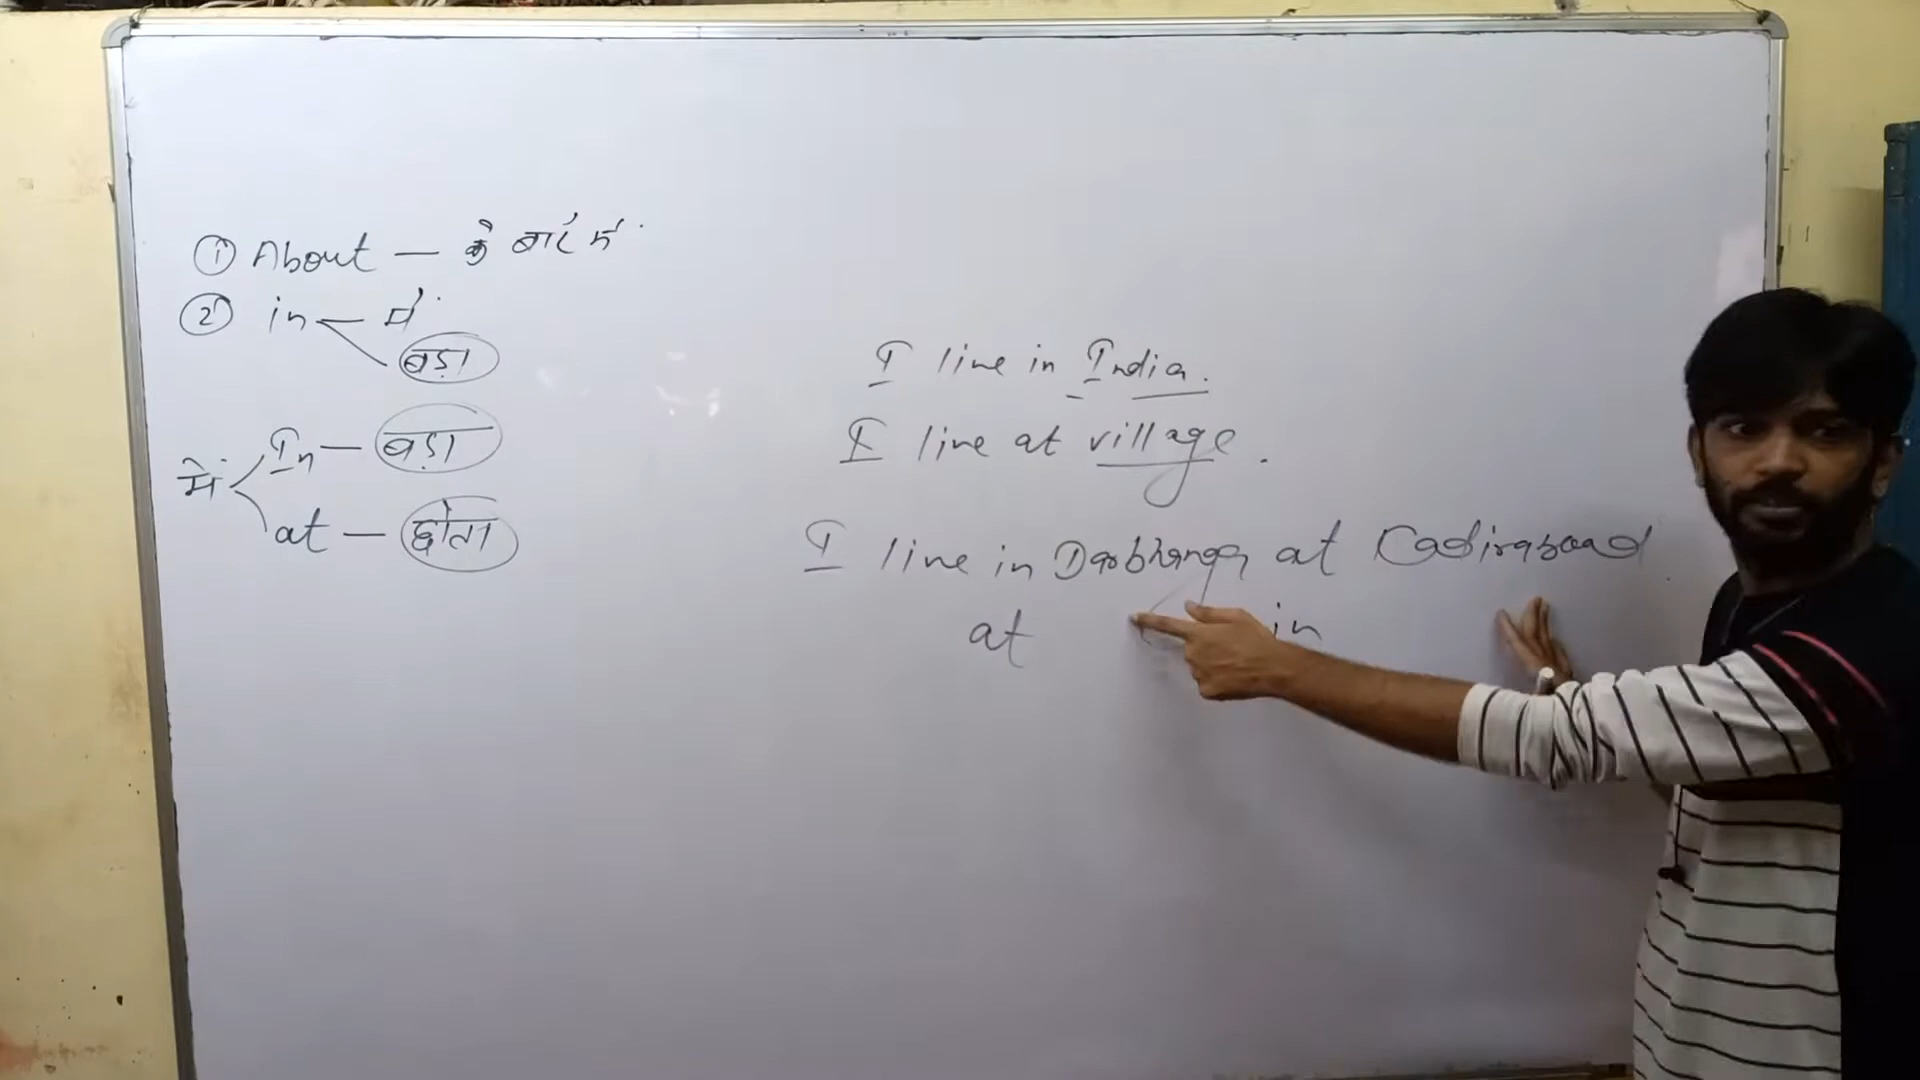 ① About — के बारे में
② in — में
बड़ा
में In — बड़ा
at — छोटा
I live in India.
I live at village.
I live in Darbhanga at Cadirabaad
at in